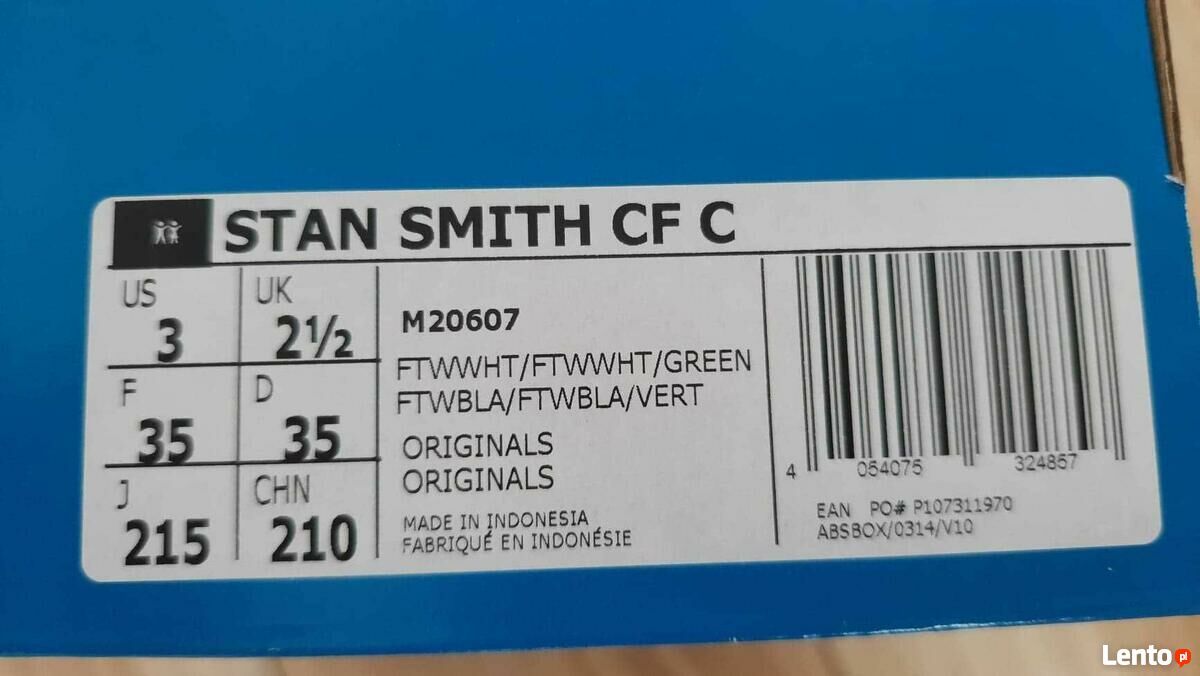 STAN SMITH CF C
US
3
UK
2½
F
35
D
35
J
215
CHN
210
M20607
FTWWHT/FTWWHT/GREEN
FTWBLA/FTWBLA/VERT
ORIGINALS
ORIGINALS
MADE IN INDONESIA
FABRIQUÉ EN INDONÉSIE
4 054075 324857
EAN PO# P107311970
ABSBOX/0314/V10
Lento.pl